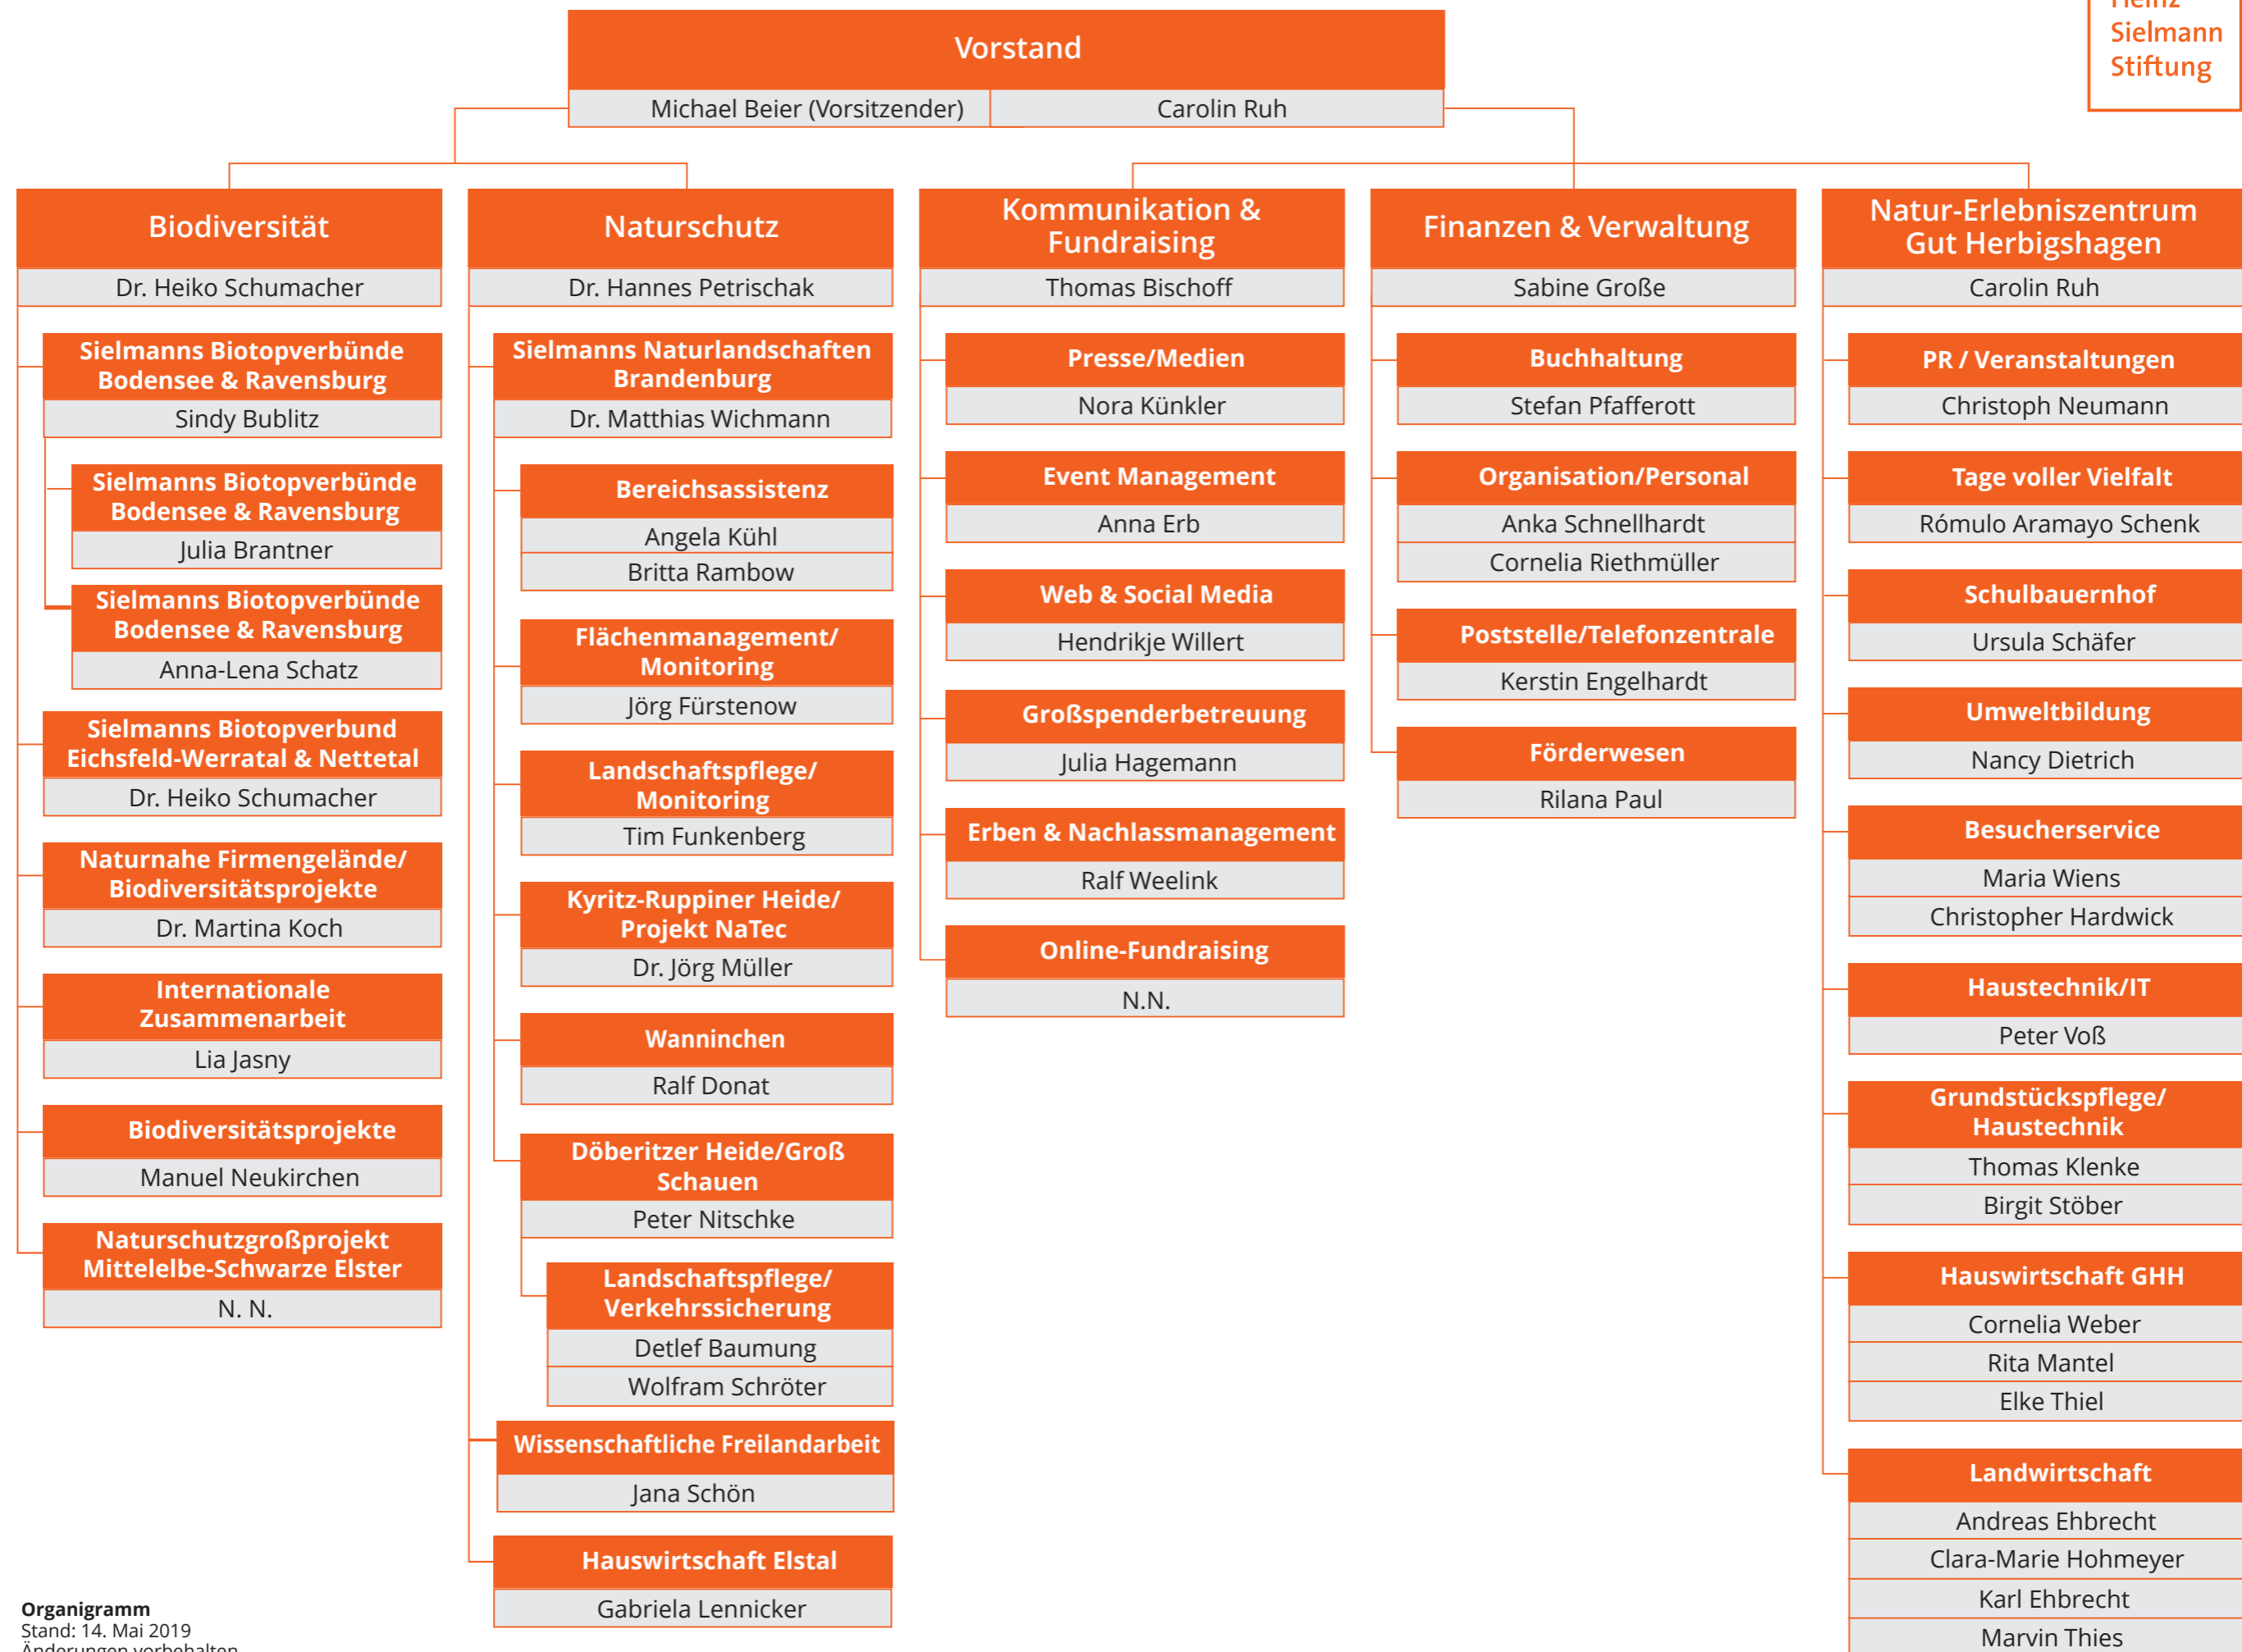 Vorstand
Michael Beier (Vorsitzender)
Carolin Ruh
Heinz
Sielmann
Stiftung
Biodiversität
Dr. Heiko Schumacher
Sielmanns Biotopverbünde
Bodensee & Ravensburg
Sindy Bublitz
Sielmanns Biotopverbünde
Bodensee & Ravensburg
Julia Brantner
Sielmanns Biotopverbünde
Bodensee & Ravensburg
Anna-Lena Schatz
Sielmanns Biotopverbund
Eichsfeld-Werratal & Nettetal
Dr. Heiko Schumacher
Naturnahe Firmengelände/
Biodiversitätsprojekte
Dr. Martina Koch
Internationale
Zusammenarbeit
Lia Jasny
Biodiversitätsprojekte
Manuel Neukirchen
Naturschutzgroßprojekt
Mittelelbe-Schwarze Elster
N. N.
Naturschutz
Dr. Hannes Petrischak
Sielmanns Naturlandschaften
Brandenburg
Dr. Matthias Wichmann
Bereichsassistenz
Angela Kühl
Britta Rambow
Flächenmanagement/
Monitoring
Jörg Fürstenow
Landschaftspflege/
Monitoring
Tim Funkenberg
Kyritz-Ruppiner Heide/
Projekt NaTec
Dr. Jörg Müller
Wanninchen
Ralf Donat
Döberitzer Heide/Groß
Schauen
Peter Nitschke
Landschaftspflege/
Verkehrssicherung
Detlef Baumung
Wolfram Schröter
Wissenschaftliche Freilandarbeit
Jana Schön
Hauswirtschaft Elstal
Gabriela Lennicker
Kommunikation &
Fundraising
Thomas Bischoff
Presse/Medien
Nora Künkler
Event Management
Anna Erb
Web & Social Media
Hendrikje Willert
Großspenderbetreuung
Julia Hagemann
Erben & Nachlassmanagement
Ralf Weelink
Online-Fundraising
N.N.
Finanzen & Verwaltung
Sabine Große
Buchhaltung
Stefan Pfafferott
Organisation/Personal
Anka Schnellhardt
Cornelia Riethmüller
Poststelle/Telefonzentrale
Kerstin Engelhardt
Förderwesen
Rilana Paul
Natur-Erlebniszentrum
Gut Herbigshagen
Carolin Ruh
PR / Veranstaltungen
Christoph Neumann
Tage voller Vielfalt
Rómulo Aramayo Schenk
Schulbauernhof
Ursula Schäfer
Umweltbildung
Nancy Dietrich
Besucherservice
Maria Wiens
Christopher Hardwick
Haustechnik/IT
Peter Voß
Grundstückspflege/
Haustechnik
Thomas Klenke
Birgit Stöber
Hauswirtschaft GHH
Cornelia Weber
Rita Mantel
Elke Thiel
Landwirtschaft
Andreas Ehbrecht
Clara-Marie Hohmeyer
Karl Ehbrecht
Marvin Thies
Organigramm
Stand: 14. Mai 2019
Änderungen vorbehalten